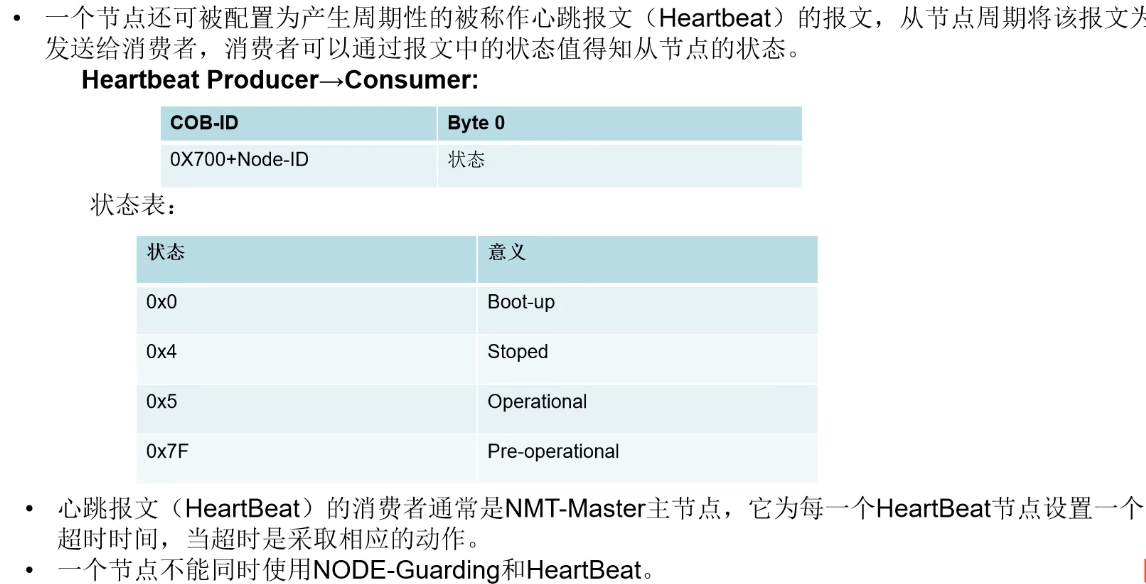 • 一个节点还可被配置为产生周期性的被称作心跳报文（Heartbeat）的报文，从节点周期将该报文为
发送给消费者，消费者可以通过报文中的状态值得知从节点的状态。
Heartbeat Producer→Consumer:
COB-ID Byte 0
0X700+Node-ID 状态
状态表：
状态 意义
0x0 Boot-up
0x4 Stoped
0x5 Operational
0x7F Pre-operational
• 心跳报文（HeartBeat）的消费者通常是NMT-Master主节点，它为每一个HeartBeat节点设置一个
超时时间，当超时是采取相应的动作。
• 一个节点不能同时使用NODE-Guarding和HeartBeat。